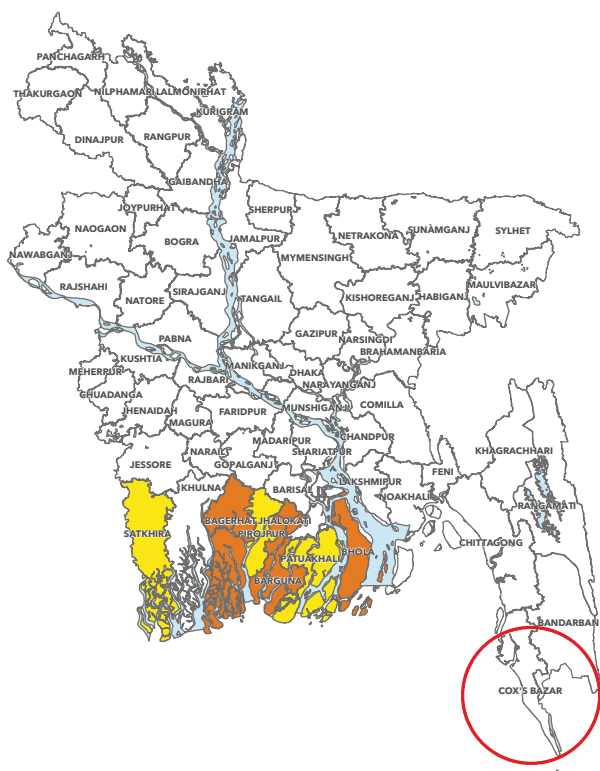 PANCHAGARH
THAKURGAON
NILPHAMARI
LALMONIRHAT
KURIGRAM
DINAJPUR
RANGPUR
GAIBANDHA
JOYPURHAT
SHERPUR
NAOGAON
BOGRA
JAMALPUR
NETRAKONA
SUNAMGANJ
SYLHET
NAWABGANJ
MYMENSINGH
RAJSHAHI
NATORE
SIRAJGANJ
TANGAIL
KISHOREGANJ
HABIGANJ
MAULVIBAZAR
PABNA
GAZIPUR
NARSINGDI
BRAHAMANBARIA
KUSHTIA
MEHERPUR
RAJBARI
MANIKGANJ
DHAKA
NARAYANGANJ
CHUADANGA
JHENAIDAH
MAGURA
FARIDPUR
MUNSHIGANJ
COMILLA
MADARIPUR
CHANDPUR
SHARIATPUR
NARAIL
JESSORE
GOPALGANJ
KHAGRACHHARI
FENI
KHULNA
BARISAL
LAKSHMIPUR
NOAKHALI
RANGAMATI
SATKHIRA
BAGERHAT
JHALOKATI
PIROJPUR
CHITTAGONG
PATUAKHALI
BHOLA
BARGUNA
BANDARBAN
COX'S BAZAR